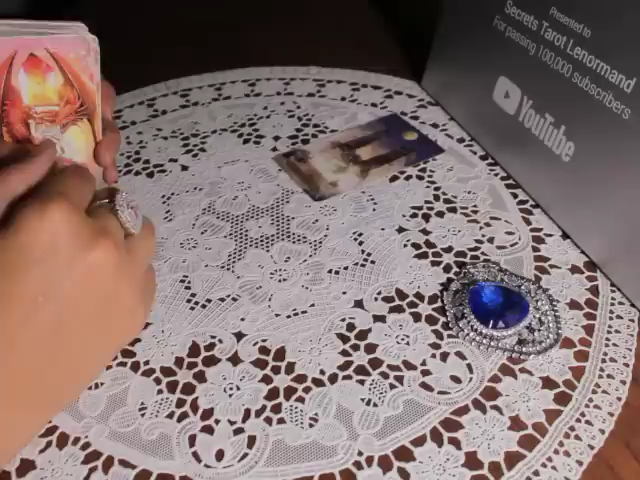 Presented to
Secrets Tarot Lenormand
For passing 100,000 subscribers
YouTube